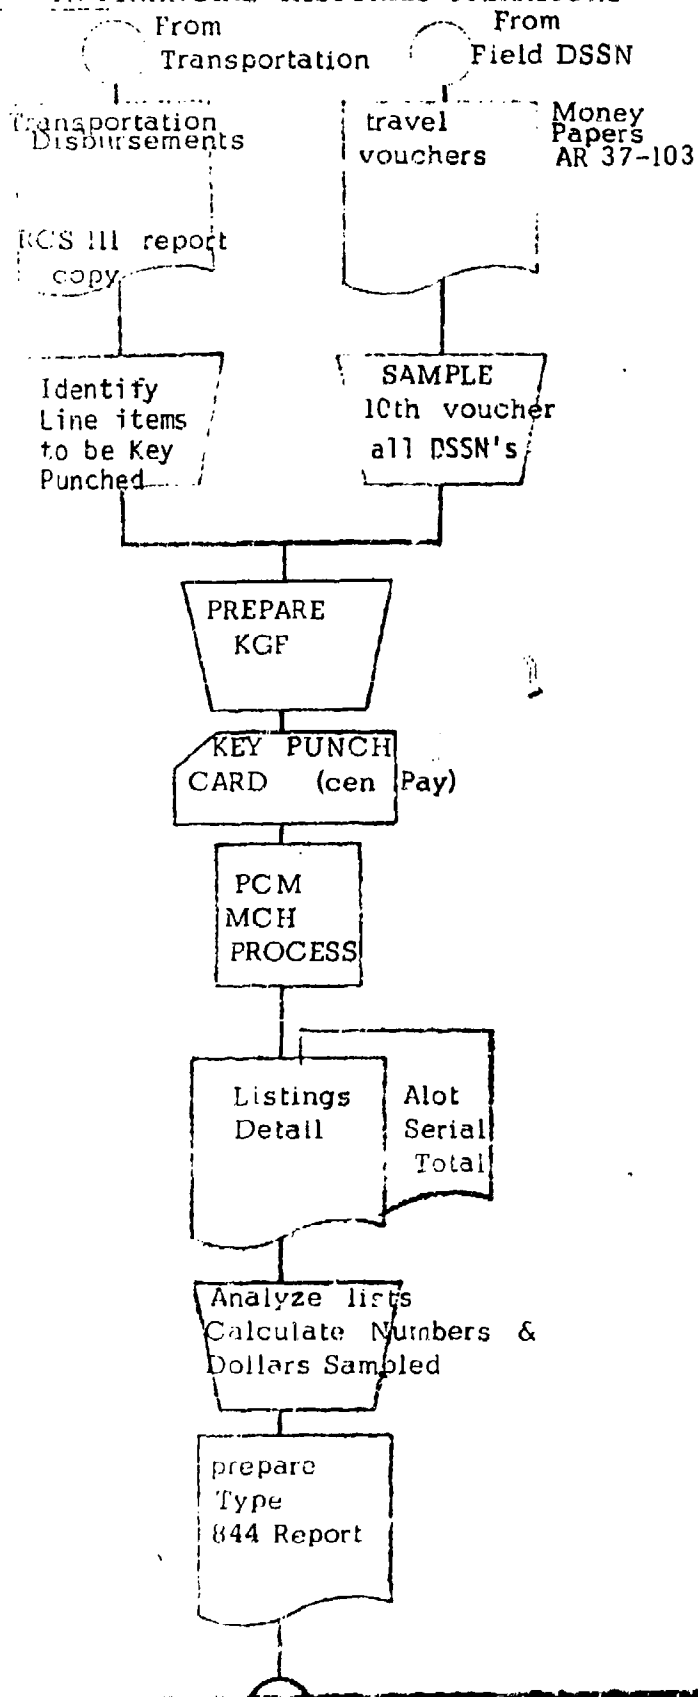 From
Transportation
From
Field DSSN
Transportation
Disbursements
RCS 111 report
copy
travel
vouchers
Money
Papers
AR 37-103
Identify
Line items
to be Key
Punched
SAMPLE
10th voucher
all DSSN's
PREPARE
KGF
KEY PUNCH
CARD (cen Pay)
PCM
MCH
PROCESS
Listings
Detail
Alot
Serial
Total
Analyze lists
Calculate Numbers &
Dollars Sampled
prepare
Type
844 Report